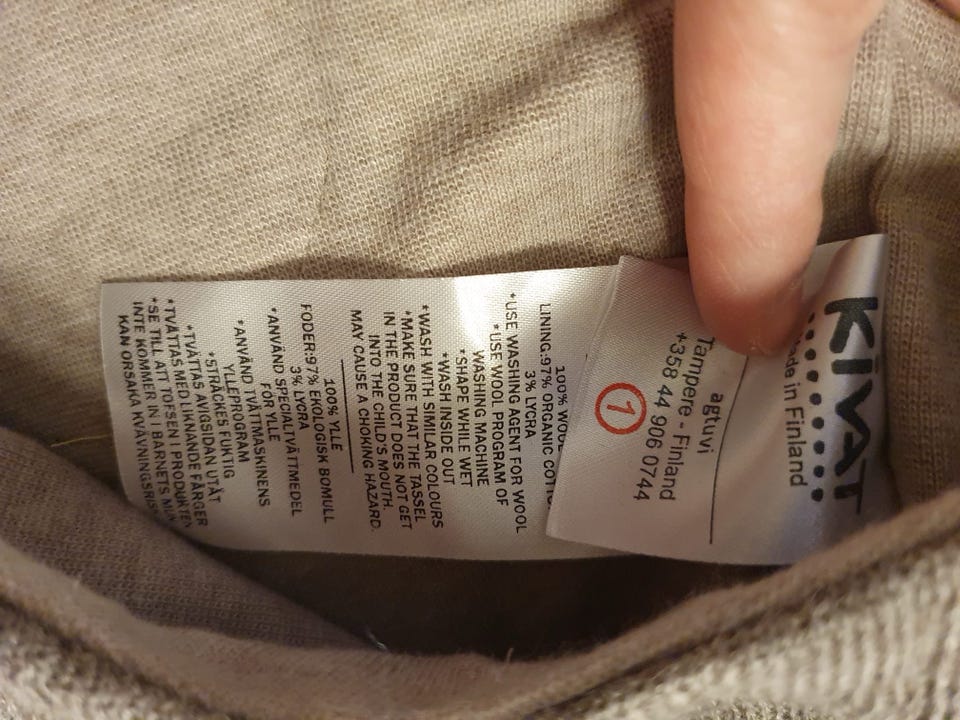 KIVAT
ade in Finland
agtuvi
Tampere - Finland
+358 44 906 0744
1
100% WOOL
LINING:97% ORGANIC COTT
3% LYCRA
*USE WASHING AGENT FOR WOOL
*USE WOOL PROGRAM OF
WASHING MACHINE
*SHAPE WHILE WET
*WASH INSIDE OUT
*WASH WITH SIMILAR COLOURS
*MAKE SURE THAT THE TASSEL
IN THE PRODUCT DOES NOT GET
INTO THE CHILD'S MOUTH.
MAY CAUSE A CHOKING HAZARD.
100% YLLE
FODER:97% EKOLOGISK BOMULL
3% LYCRA
*ANVÄND SPECIALTVÄTTMEDEL
FÖR YLLE
*ANVÄND TVÄTTMASKINENS
YLLEPROGRAM
*STRÄCKES FUKTIG
*TVÄTTAS AVIGSIDAN UTÅT
*TVÄTTAS MED LIKNANDE FÄRGER
*SE TILL ATT TOFSEN I PRODUKTEN
INTE KOMMER IN I BARNETS MUN
KAN ORSAKA KVÄVNINGSRIS